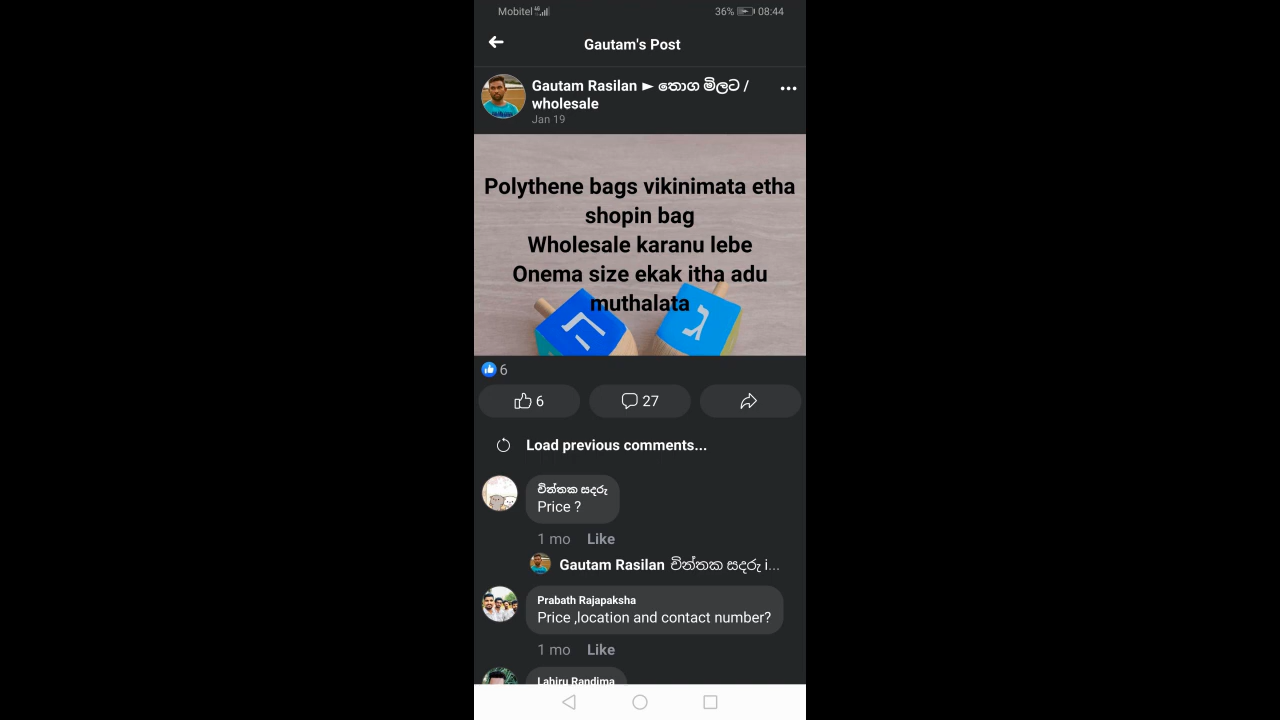 Mobitel 36% 08:44
Gautam's Post
Gautam Rasilan ► තොග මිලට /
wholesale
Jan 19
Polythene bags vikinimata etha
shopin bag
Wholesale karanu lebe
Onema size ekak itha adu
muthalata
ה ג
6
6 27
Load previous comments...
චින්තක සදරු
Price ?
1 mo Like
Gautam Rasilan චින්තක සදරු i...
Prabath Rajapaksha
Price ,location and contact number?
1 mo Like
Lahiru Randima